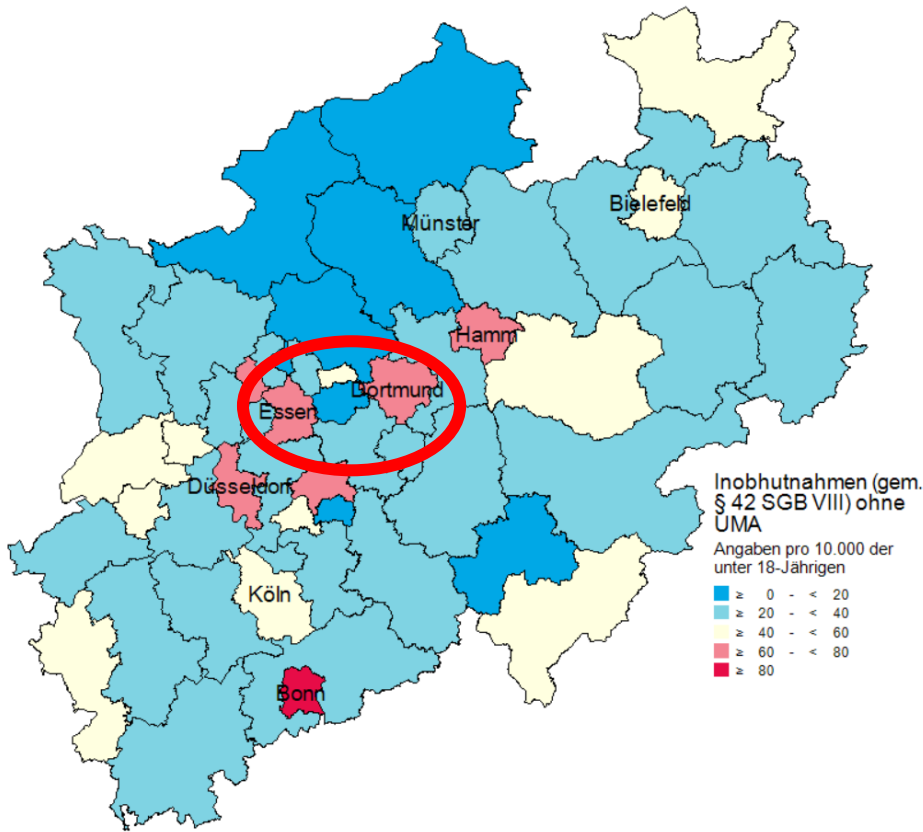 Bielefeld
Münster
Hamm
Dortmund
Essen
Düsseldorf
Köln
Bonn
Inobhutnahmen (gem.
§ 42 SGB VIII) ohne
UMA
Angaben pro 10.000 der
unter 18-Jährigen
≥ 0 - < 20
≥ 20 - < 40
≥ 40 - < 60
≥ 60 - < 80
≥ 80